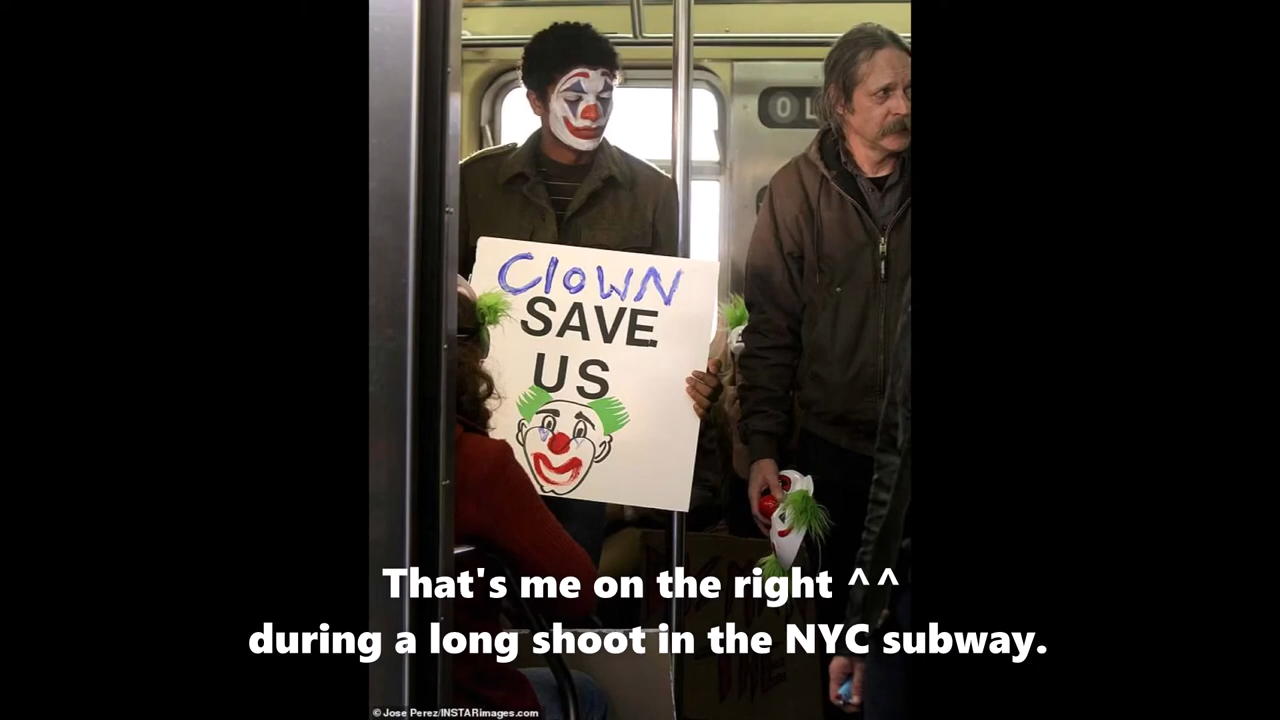 O L
Clown
SAVE
US
That's me on the right ^^
during a long shoot in the NYC subway.
© Jose Perez/INSTARimages.com